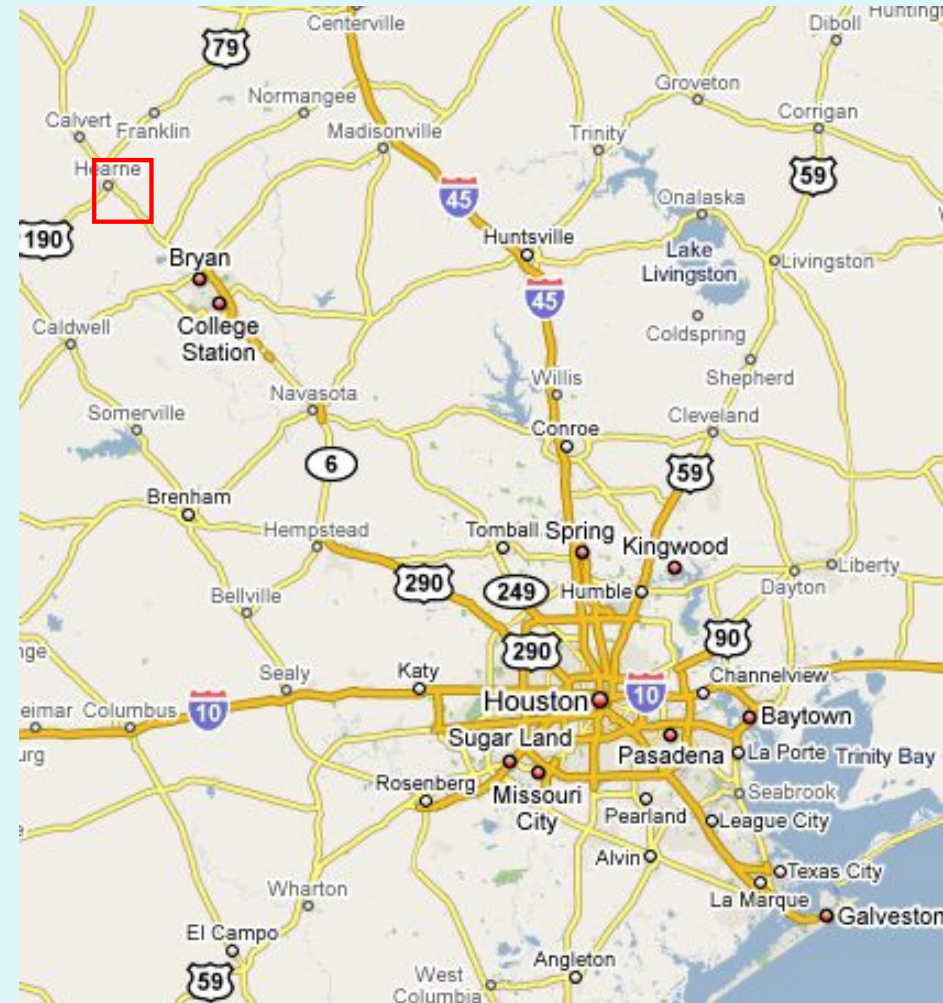 Centerville
Diboll
79
Groveton
Normangee
Corrigan
Calvert
Franklin
Madisonville
Trinity
Hearne
59
45
Onalaska
190
Huntsville
Lake
Livingston
Livingston
Bryan
45
College
Station
Caldwell
Coldspring
Willis
Shepherd
Navasota
Somerville
Cleveland
Conroe
6
59
Brenham
Hempstead
Tomball
Spring
Kingwood
Liberty
290
249
Humble
Dayton
Bellville
290
90
Sealy
Katy
Channelview
10
Houston
10
Columbus
Baytown
Sugar Land
Pasadena
La Porte
Trinity Bay
Rosenberg
Missouri
City
Seabrook
Pearland
League City
Alvin
Texas City
Wharton
La Marque
Galveston
El Campo
Angleton
59
West
Columbia